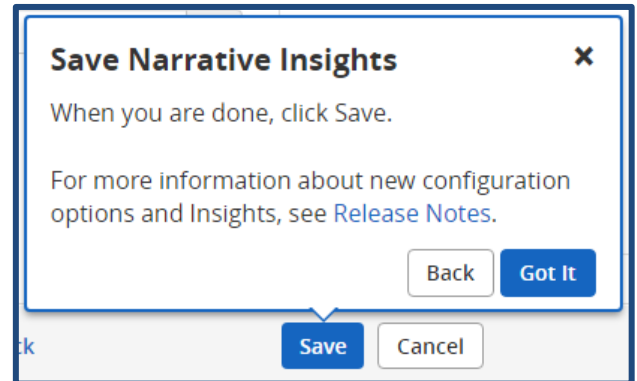 Save Narrative Insights
When you are done, click Save.
For more information about new configuration
options and Insights, see Release Notes.
Back Got It
Save Cancel